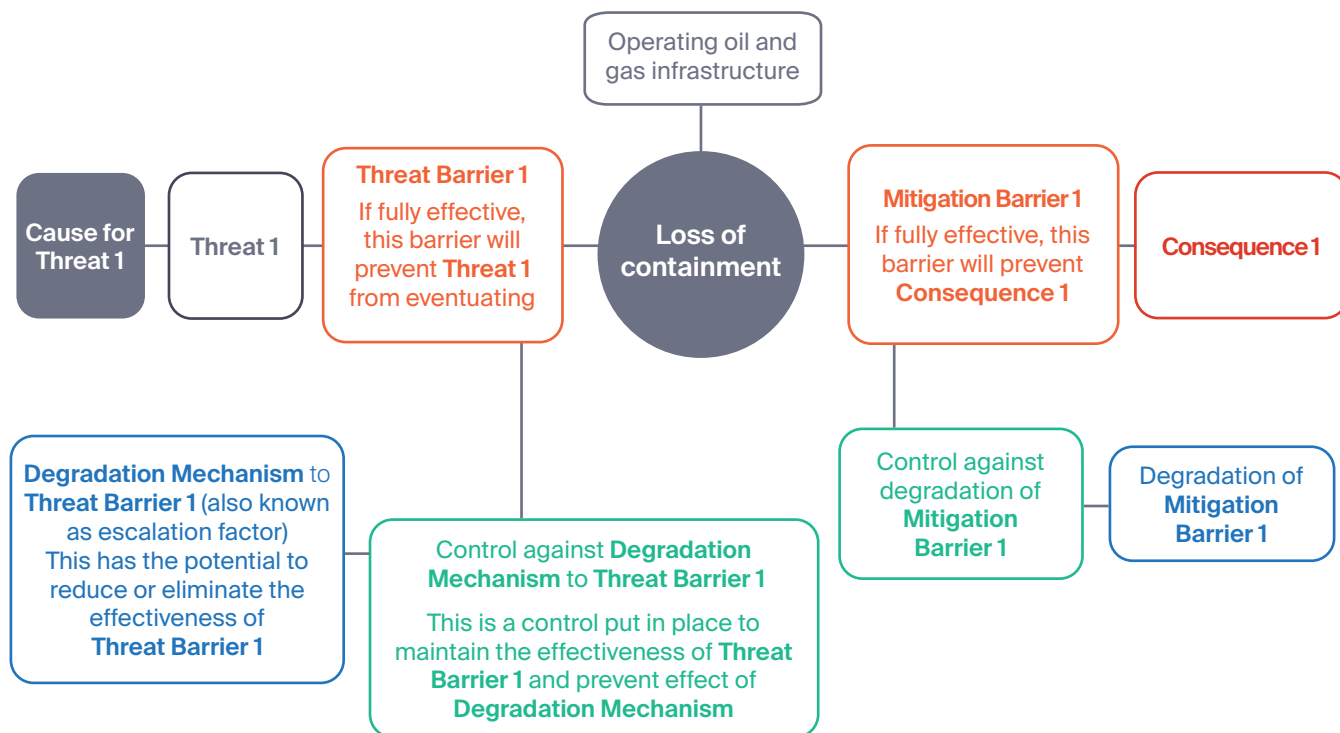 Operating oil and
gas infrastructure
Cause for
Threat 1
Threat 1
Threat Barrier 1
If fully effective,
this barrier will
prevent Threat 1
from eventuating
Loss of
containment
Mitigation Barrier 1
If fully effective, this
barrier will prevent
Consequence 1
Consequence 1
Degradation Mechanism to
Threat Barrier 1 (also known
as escalation factor)
This has the potential to
reduce or eliminate the
effectiveness of
Threat Barrier 1
Control against Degradation
Mechanism to Threat Barrier 1
This is a control put in place to
maintain the effectiveness of Threat
Barrier 1 and prevent effect of
Degradation Mechanism
Control against
degradation of
Mitigation
Barrier 1
Degradation of
Mitigation
Barrier 1